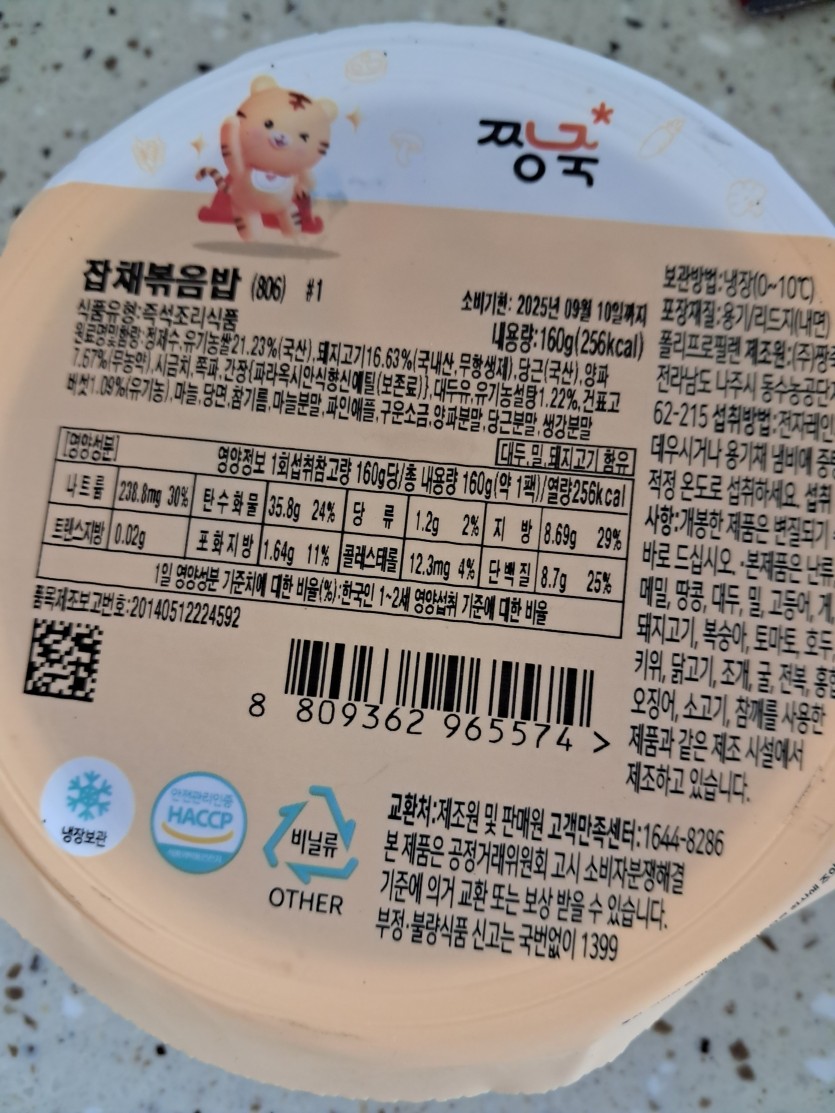 짱죽
잡채볶음밥 (806) #1
식품유형:즉석조리식품
소비기한: 2025년 09월 10일까지
내용량:160g(256kcal)
원료명및함량:정제수,유기농쌀21.23%(국산),돼지고기16.63%(국내산,무항생제),당근(국산),양파
7.57%(무농약),시금치,쪽파,간장{파라옥시안식향산에틸(보존료)},대두유,유기농설탕1.22%,건표고
버섯1.09%(유기농),마늘,당면,참기름,마늘분말,파인애플,구운소금,양파분말,당근분말,생강분말
대두,밀,돼지고기 함유
[영양성분]
영양정보 1회섭취참고량 160g당/총 내용량 160g(약 1팩)/열량256kcal
나트륨 238.8mg 30% 탄수화물 35.8g 24% 당류 1.2g 2% 지방 8.69g 29%
트랜스지방 0.02g 포화지방 1.64g 11% 콜레스테롤 12.3mg 4% 단백질 8.7g 25%
1일 영양성분 기준치에 대한 비율(%):한국인 1~2세 영양섭취 기준에 대한 비율
품목제조보고번호:20140512224592
8 809362 965574 >
보관방법:냉장(0~10℃)
포장재질:용기/리드지(내면)
폴리프로필렌 제조원:(주)짱죽
전라남도 나주시 동수농공단
62-215 섭취방법:전자레인
데우시거나 용기채 냄비에 중탕
적정 온도로 섭취하세요. 섭취
사항:개봉한 제품은 변질되기
바로 드십시오. ·본제품은 난류
메밀, 땅콩, 대두, 밀, 고등어, 게,
돼지고기, 복숭아, 토마토, 호두,
키위, 닭고기, 조개, 굴, 전복, 홍합
오징어, 소고기, 참깨를 사용한
제품과 같은 제조 시설에서
제조하고 있습니다.
냉장보관
안전관리인증
HACCP
비닐류
OTHER
교환처:제조원 및 판매원 고객만족센터:1644-8286
본 제품은 공정거래위원회 고시 소비자분쟁해결
기준에 의거 교환 또는 보상 받을 수 있습니다.
부정·불량식품 신고는 국번없이 1399